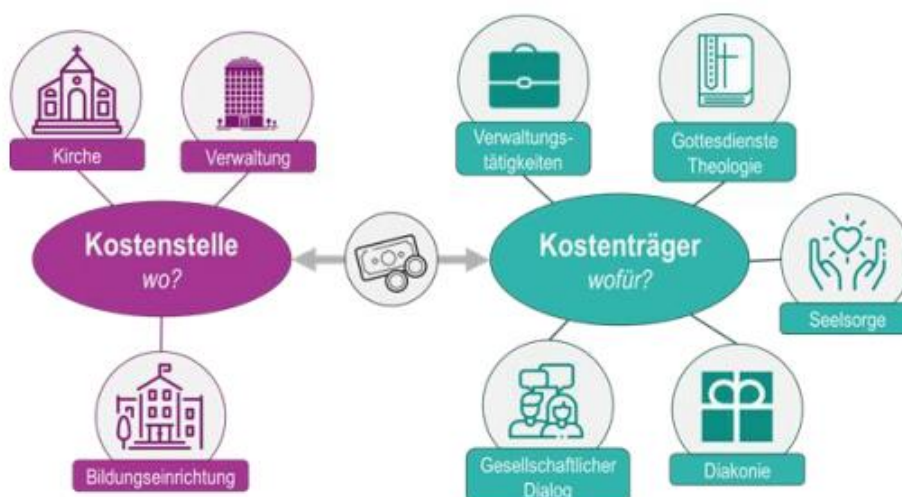 Kirche
Verwaltung
Kostenstelle
wo?
Bildungseinrichtung
Verwaltungs-
tätigkeiten
Gottesdienste
Theologie
Kostenträger
wofür?
Seelsorge
Gesellschaftlicher
Dialog
Diakonie